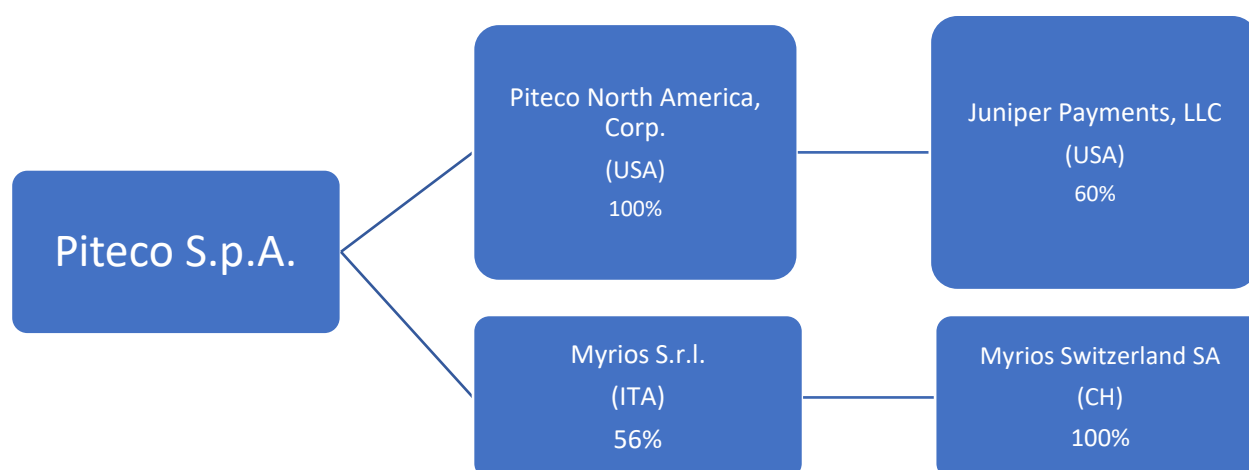 Piteco S.p.A.
Piteco North America,
Corp.
(USA)
100%
Juniper Payments, LLC
(USA)
60%
Myrios S.r.l.
(ITA)
56%
Myrios Switzerland SA
(CH)
100%